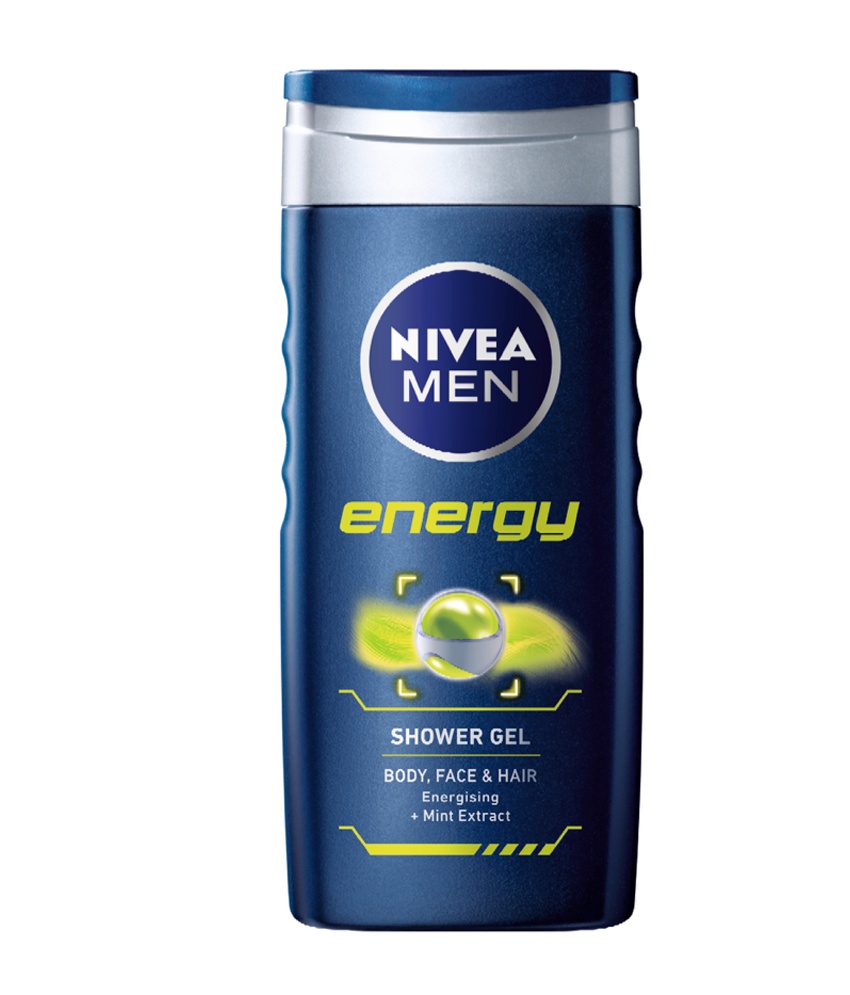 NIVEA
MEN
energy
SHOWER GEL
BODY, FACE & HAIR
Energising
+ Mint Extract